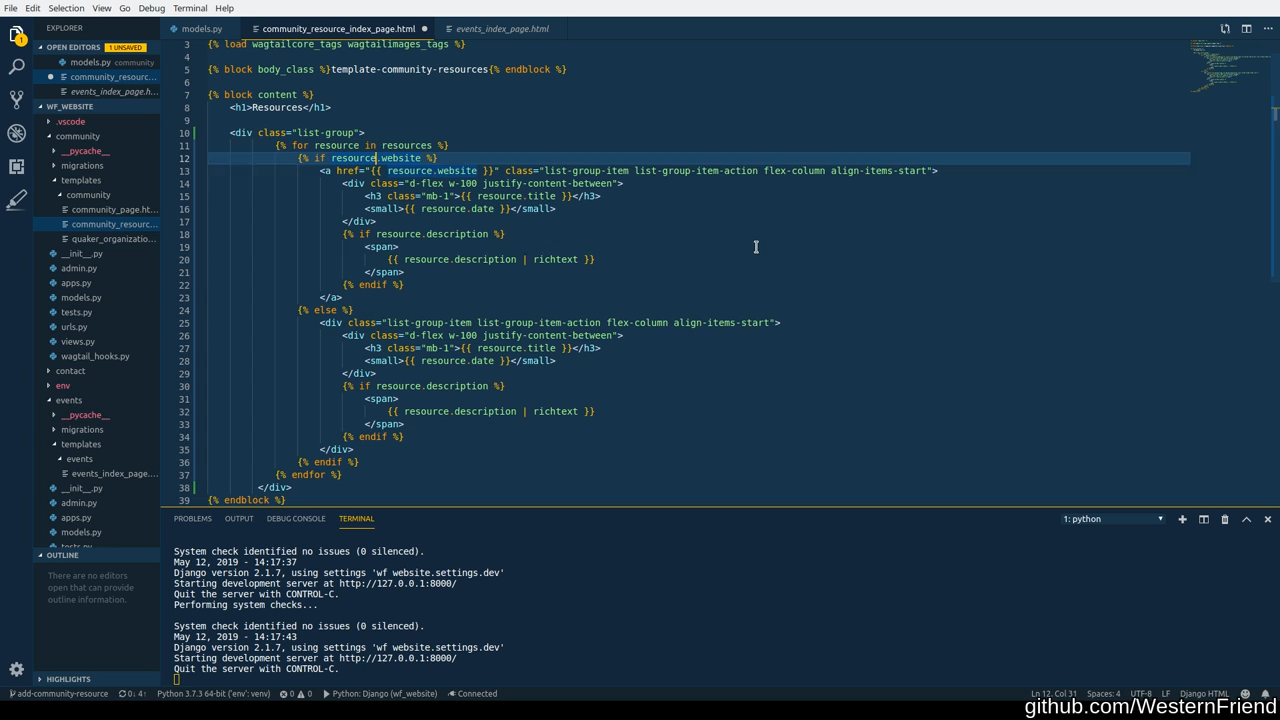 File Edit Selection View Go Debug Terminal Help
EXPLORER
OPEN EDITORS 1 UNSAVED
models.py community
community_resourc...
events_index_page.h...
WF_WEBSITE
.vscode
community
__pycache__
migrations
templates
community
community_page.ht...
community_resourc...
quaker_organizatio...
__init__.py
admin.py
apps.py
models.py
tests.py
urls.py
views.py
wagtail_hooks.py
contact
env
events
__pycache__
migrations
templates
events
events_index_page....
__init__.py
admin.py
apps.py
models.py
tests.py
OUTLINE
There are no editors
open that can provide
outline information.
HIGHLIGHTS
models.py community_resource_index_page.html events_index_page.html
3 {% load wagtailcore_tags wagtailimages_tags %}
4
5 {% block body_class %}template-community-resources{% endblock %}
6
7 {% block content %}
8 <h1>Resources</h1>
9
10 <div class="list-group">
11 {% for resource in resources %}
12 {% if resource.website %}
13 <a href="{{ resource.website }}" class="list-group-item list-group-item-action flex-column align-items-start">
14 <div class="d-flex w-100 justify-content-between">
15 <h3 class="mb-1">{{ resource.title }}</h3>
16 <small>{{ resource.date }}</small>
17 </div>
18 {% if resource.description %}
19 <span>
20 {{ resource.description | richtext }}
21 </span>
22 {% endif %}
23 </a>
24 {% else %}
25 <div class="list-group-item list-group-item-action flex-column align-items-start">
26 <div class="d-flex w-100 justify-content-between">
27 <h3 class="mb-1">{{ resource.title }}</h3>
28 <small>{{ resource.date }}</small>
29 </div>
30 {% if resource.description %}
31 <span>
32 {{ resource.description | richtext }}
33 </span>
34 {% endif %}
35 </div>
36 {% endif %}
37 {% endfor %}
38 </div>
39 {% endblock %}
PROBLEMS OUTPUT DEBUG CONSOLE TERMINAL 1: python
System check identified no issues (0 silenced).
May 12, 2019 - 14:17:37
Django version 2.1.7, using settings 'wf_website.settings.dev'
Starting development server at http://127.0.0.1:8000/
Quit the server with CONTROL-C.
Performing system checks...
System check identified no issues (0 silenced).
May 12, 2019 - 14:17:43
Django version 2.1.7, using settings 'wf_website.settings.dev'
Starting development server at http://127.0.0.1:8000/
Quit the server with CONTROL-C.
add-community-resource 0↓ 4↑ Python 3.7.3 64-bit ('env': venv) 0 0 Python: Django (wf_website) Connected Ln 12, Col 31 Spaces: 4 UTF-8 LF Django HTML
github.com/WesternFriend